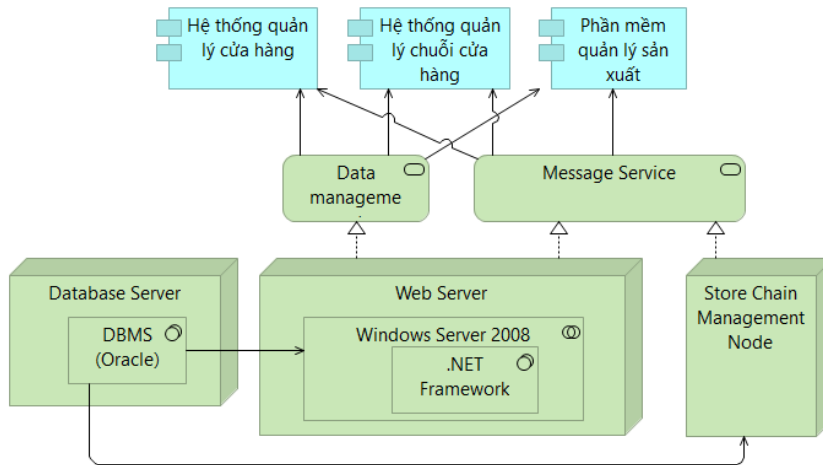 Hệ thống quản
lý cửa hàng
Hệ thống quản
lý chuỗi cửa
hàng
Phần mềm
quản lý sản
xuất
Data
manageme
Message Service
Database Server
DBMS
(Oracle)
Web Server
Windows Server 2008
.NET
Framework
Store Chain
Management
Node